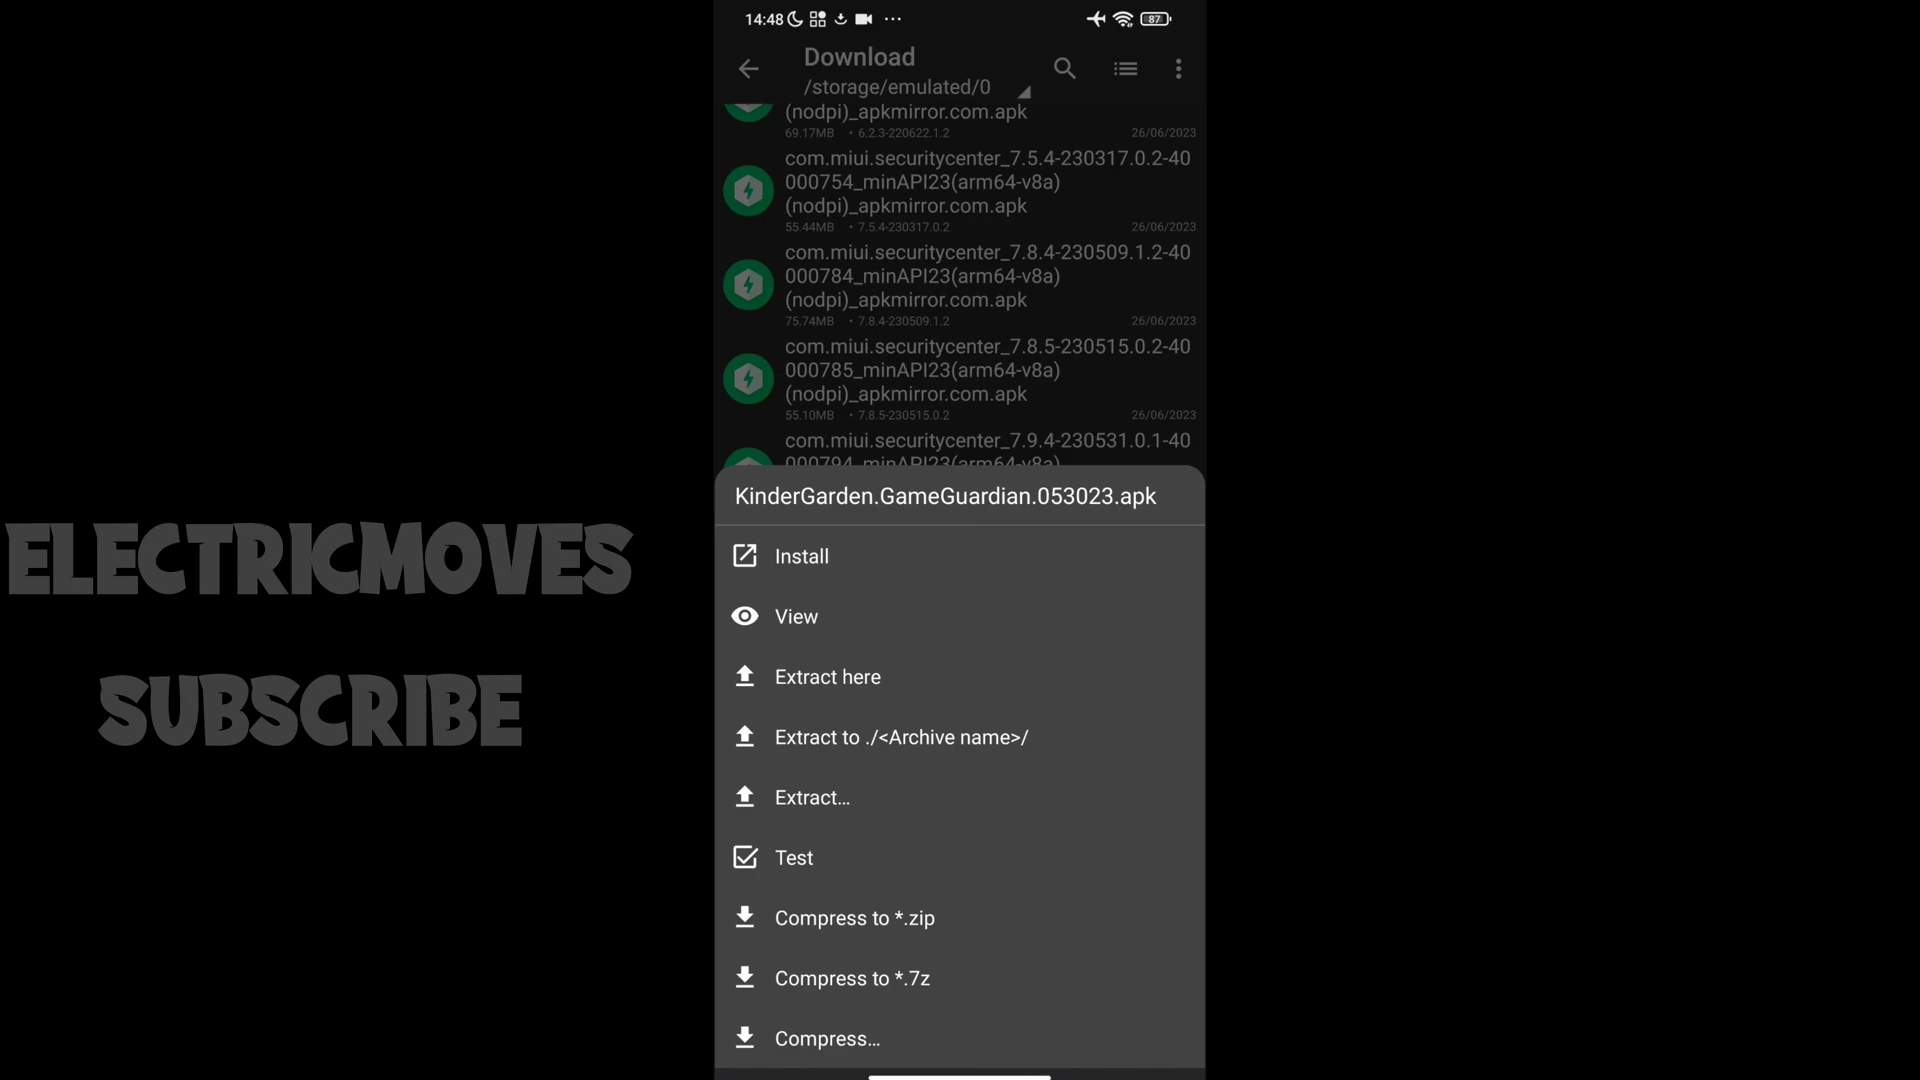 14:48
87
Download
/storage/emulated/0
(nodpi)_apkmirror.com.apk
69.17MB • 6.2.3-220622.1.2 26/06/2023
com.miui.securitycenter_7.5.4-230317.0.2-40
000754_minAPI23(arm64-v8a)
(nodpi)_apkmirror.com.apk
55.44MB • 7.5.4-230317.0.2 26/06/2023
com.miui.securitycenter_7.8.4-230509.1.2-40
000784_minAPI23(arm64-v8a)
(nodpi)_apkmirror.com.apk
75.74MB • 7.8.4-230509.1.2 26/06/2023
com.miui.securitycenter_7.8.5-230515.0.2-40
000785_minAPI23(arm64-v8a)
(nodpi)_apkmirror.com.apk
55.10MB • 7.8.5-230515.0.2 26/06/2023
com.miui.securitycenter_7.9.4-230531.0.1-40
000794_minAPI23(arm64-v8a)
KinderGarden.GameGuardian.053023.apk
Install
View
Extract here
Extract to ./<Archive name>/
Extract…
Test
Compress to *.zip
Compress to *.7z
Compress…
ELECTRICMOVES
SUBSCRIBE